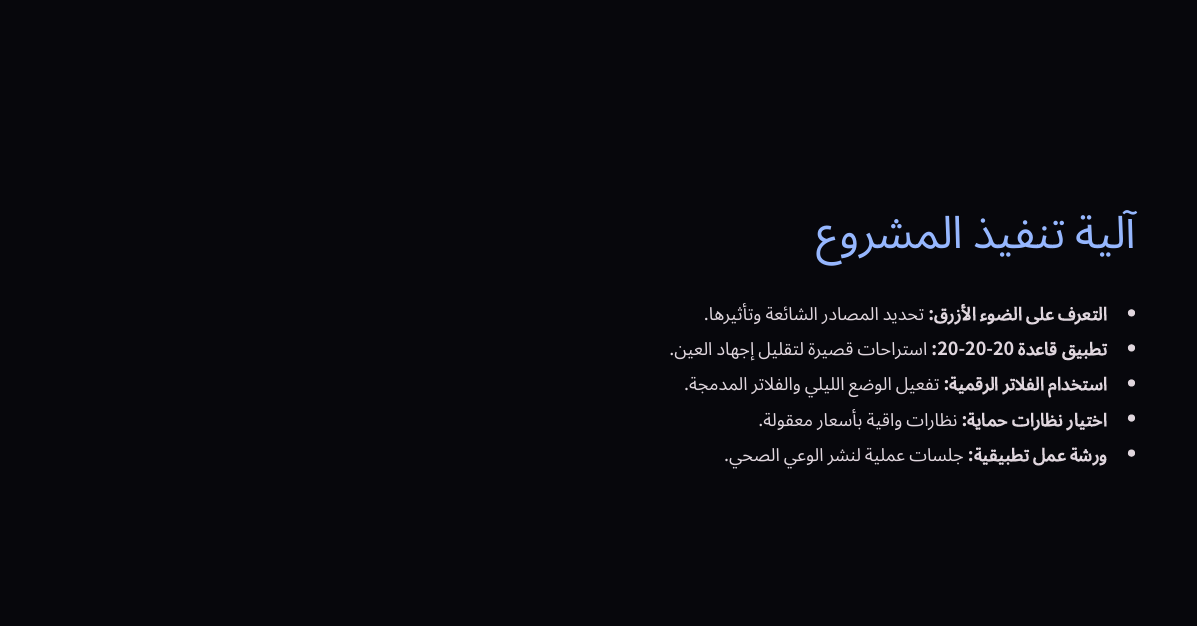 آلية تنفيذ المشروع
• التعرف على الضوء الأزرق: تحديد المصادر الشائعة وتأثيرها.
• تطبيق قاعدة 20-20-20: استراحات قصيرة لتقليل إجهاد العين.
• استخدام الفلاتر الرقمية: تفعيل الوضع الليلي والفلاتر المدمجة.
• اختيار نظارات حماية: نظارات واقية بأسعار معقولة.
• ورشة عمل تطبيقية: جلسات عملية لنشر الوعي الصحي.